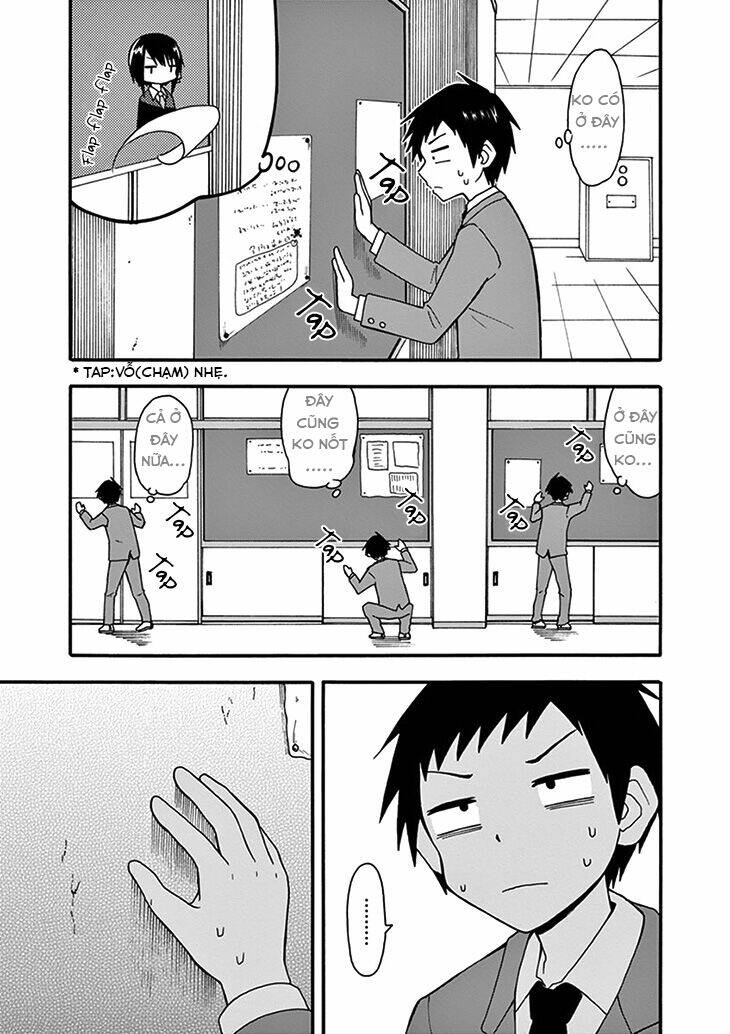 KO CÓ
Ở ĐÂY
.....
Flap flap flap
TAP
TAP
TAP
* TAP:VỖ(CHẠM) NHẸ.
Ở ĐÂY
CŨNG
KO...
TAP
TAP
ĐÂY
CŨNG
KO NỐT
.....
TAP
TAP
CẢ Ở
ĐÂY
NỮA...
TAP
TAP
........